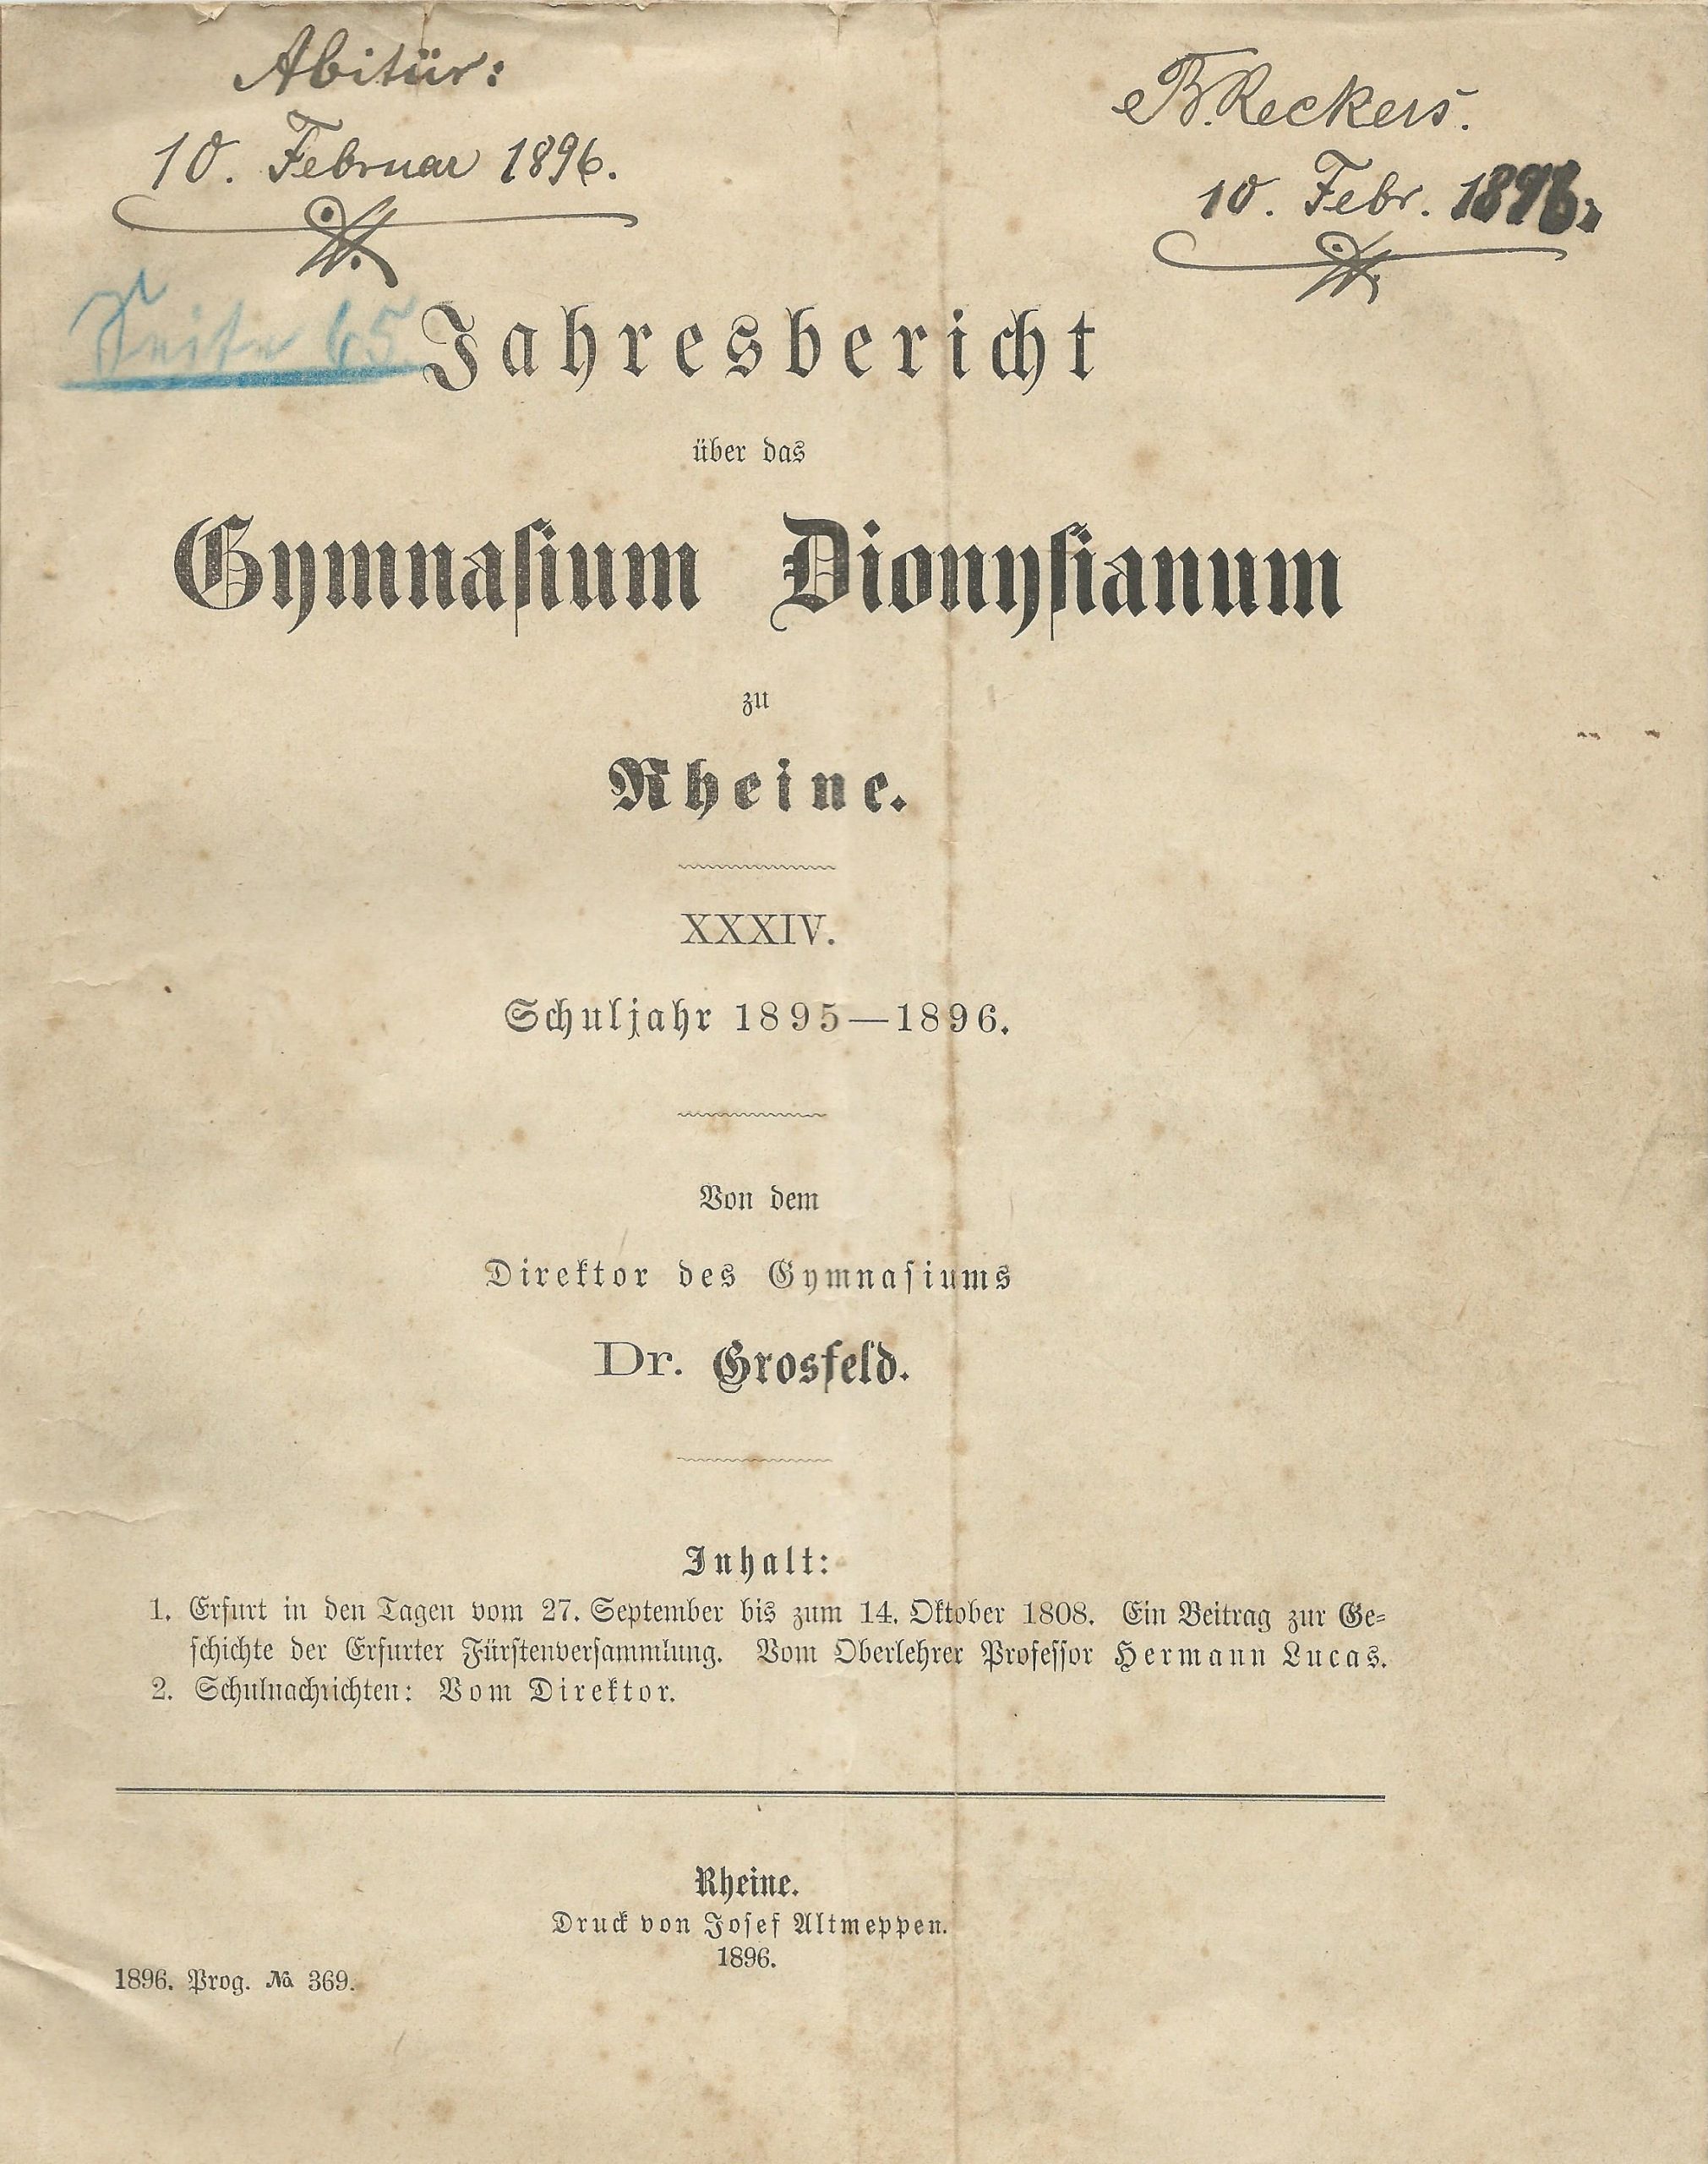 Abitür:
10. Februar 1896.
B. Reckers.
10. Febr. 1896.
Seite 65.
Jahresbericht
über das
Gymnasium Dionysianum
zu
Rheine.
XXXIV.
Schuljahr 1895—1896.
Von dem
Direktor des Gymnasiums
Dr. Grosfeld.
Inhalt:
1. Erfurt in den Tagen vom 27. September bis zum 14. Oktober 1808. Ein Beitrag zur Ge-
schichte der Erfurter Fürstenversammlung. Vom Oberlehrer Professor Hermann Lucas.
2. Schulnachrichten: Vom Direktor.
Rheine.
Druck von Josef Altmeppen.
1896.
1896. Prog. No. 369.